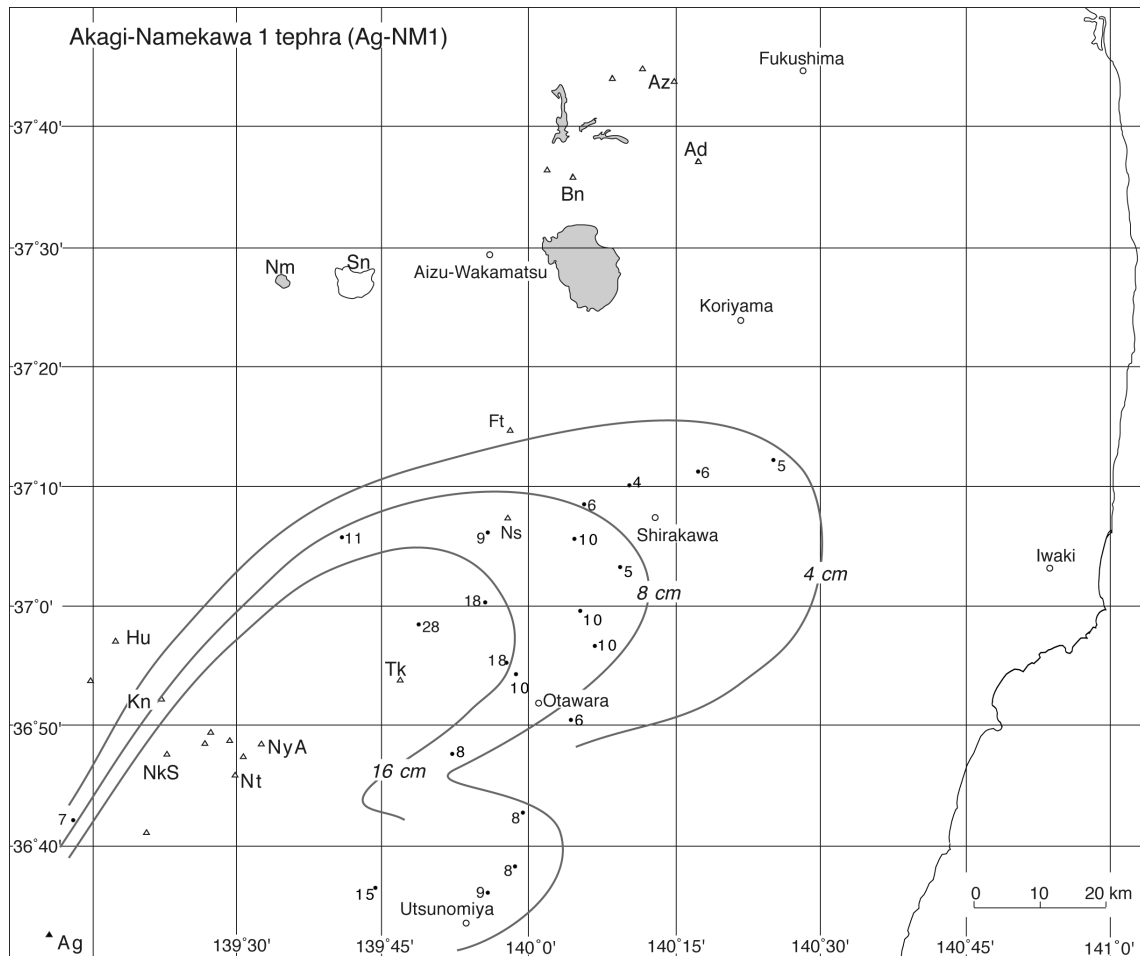 Akagi-Namekawa 1 tephra (Ag-NM1)
Fukushima
Az
37˚40'
Ad
Bn
37˚30'
Nm
Sn
Aizu-Wakamatsu
Koriyama
37˚20'
Ft
5
6
4
37˚10'
6
11
9
Ns
10
Shirakawa
Iwaki
5
4 cm
8 cm
37˚0'
18
10
28
Hu
10
18
Tk
10
Kn
Otawara
6
36˚50'
NyA
8
NkS
Nt
16 cm
7
8
36˚40'
8
15
9
0 10 20 km
Utsunomiya
Ag
139˚30' 139˚45' 140˚0' 140˚15' 140˚30' 140˚45' 141˚0'